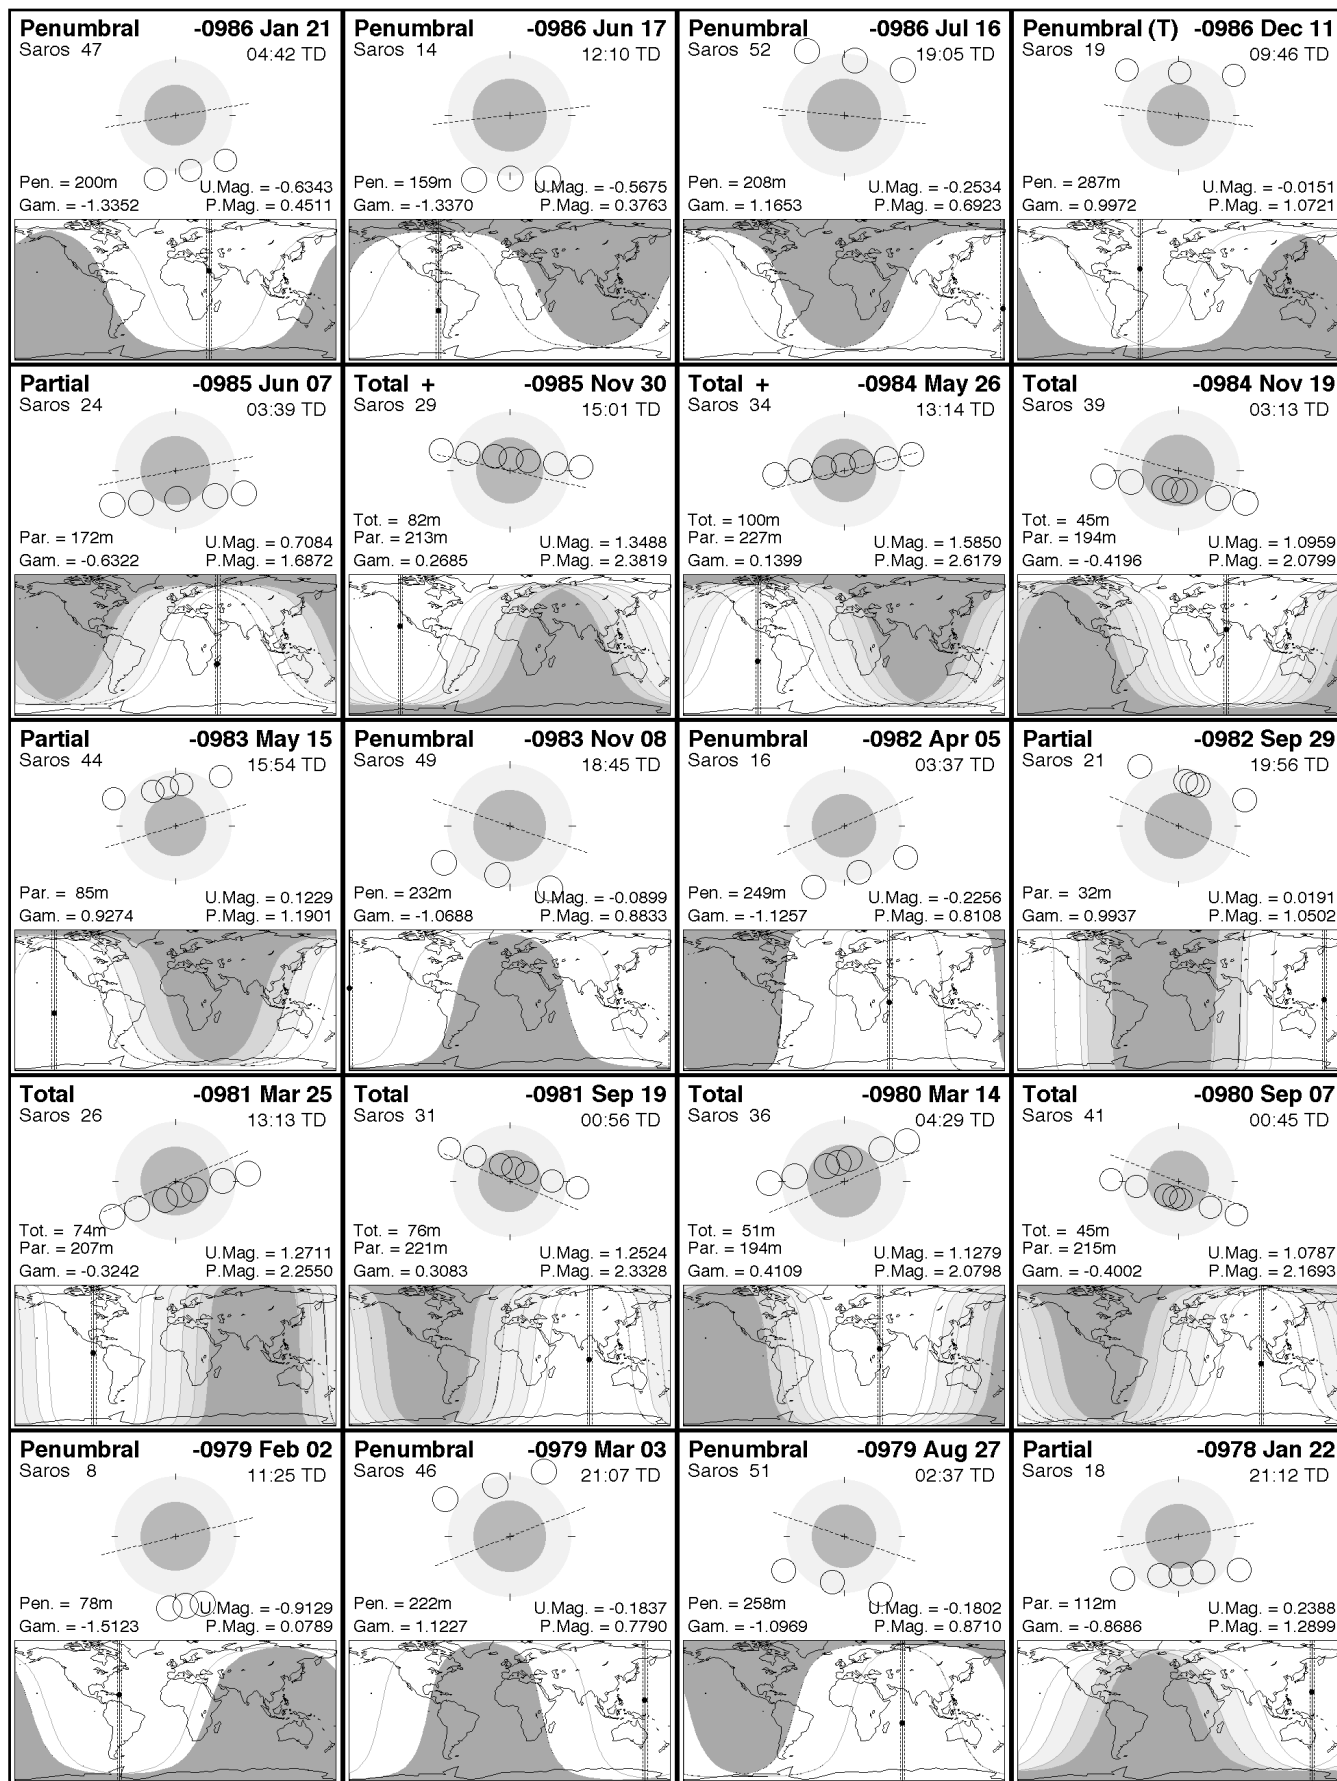 Penumbral -0986 Jan 21
Saros 47 04:42 TD
Pen. = 200m U.Mag. = -0.6343
Gam. = -1.3352 P.Mag. = 0.4511
Penumbral -0986 Jun 17
Saros 14 12:10 TD
Pen. = 159m U.Mag. = -0.5675
Gam. = -1.3370 P.Mag. = 0.3763
Penumbral -0986 Jul 16
Saros 52 19:05 TD
Pen. = 208m U.Mag. = -0.2534
Gam. = 1.1653 P.Mag. = 0.6923
Penumbral (T) -0986 Dec 11
Saros 19 09:46 TD
Pen. = 287m U.Mag. = -0.0151
Gam. = 0.9972 P.Mag. = 1.0721
Partial -0985 Jun 07
Saros 24 03:39 TD
Par. = 172m U.Mag. = 0.7084
Gam. = -0.6322 P.Mag. = 1.6872
Total + -0985 Nov 30
Saros 29 15:01 TD
Tot. = 82m
Par. = 213m U.Mag. = 1.3488
Gam. = 0.2685 P.Mag. = 2.3819
Total + -0984 May 26
Saros 34 13:14 TD
Tot. = 100m
Par. = 227m U.Mag. = 1.5850
Gam. = 0.1399 P.Mag. = 2.6179
Total -0984 Nov 19
Saros 39 03:13 TD
Tot. = 45m
Par. = 194m U.Mag. = 1.0959
Gam. = -0.4196 P.Mag. = 2.0799
Partial -0983 May 15
Saros 44 15:54 TD
Par. = 85m U.Mag. = 0.1229
Gam. = 0.9274 P.Mag. = 1.1901
Penumbral -0983 Nov 08
Saros 49 18:45 TD
Pen. = 232m U.Mag. = -0.0899
Gam. = -1.0688 P.Mag. = 0.8833
Penumbral -0982 Apr 05
Saros 16 03:37 TD
Pen. = 249m U.Mag. = -0.2256
Gam. = -1.1257 P.Mag. = 0.8108
Partial -0982 Sep 29
Saros 21 19:56 TD
Par. = 32m U.Mag. = 0.0191
Gam. = 0.9937 P.Mag. = 1.0502
Total -0981 Mar 25
Saros 26 13:13 TD
Tot. = 74m
Par. = 207m U.Mag. = 1.2711
Gam. = -0.3242 P.Mag. = 2.2550
Total -0981 Sep 19
Saros 31 00:56 TD
Tot. = 76m
Par. = 221m U.Mag. = 1.2524
Gam. = 0.3083 P.Mag. = 2.3328
Total -0980 Mar 14
Saros 36 04:29 TD
Tot. = 51m
Par. = 194m U.Mag. = 1.1279
Gam. = 0.4109 P.Mag. = 2.0798
Total -0980 Sep 07
Saros 41 00:45 TD
Tot. = 45m
Par. = 215m U.Mag. = 1.0787
Gam. = -0.4002 P.Mag. = 2.1693
Penumbral -0979 Feb 02
Saros 8 11:25 TD
Pen. = 78m U.Mag. = -0.9129
Gam. = -1.5123 P.Mag. = 0.0789
Penumbral -0979 Mar 03
Saros 46 21:07 TD
Pen. = 222m U.Mag. = -0.1837
Gam. = 1.1227 P.Mag. = 0.7790
Penumbral -0979 Aug 27
Saros 51 02:37 TD
Pen. = 258m U.Mag. = -0.1802
Gam. = -1.0969 P.Mag. = 0.8710
Partial -0978 Jan 22
Saros 18 21:12 TD
Par. = 112m U.Mag. = 0.2388
Gam. = -0.8686 P.Mag. = 1.2899